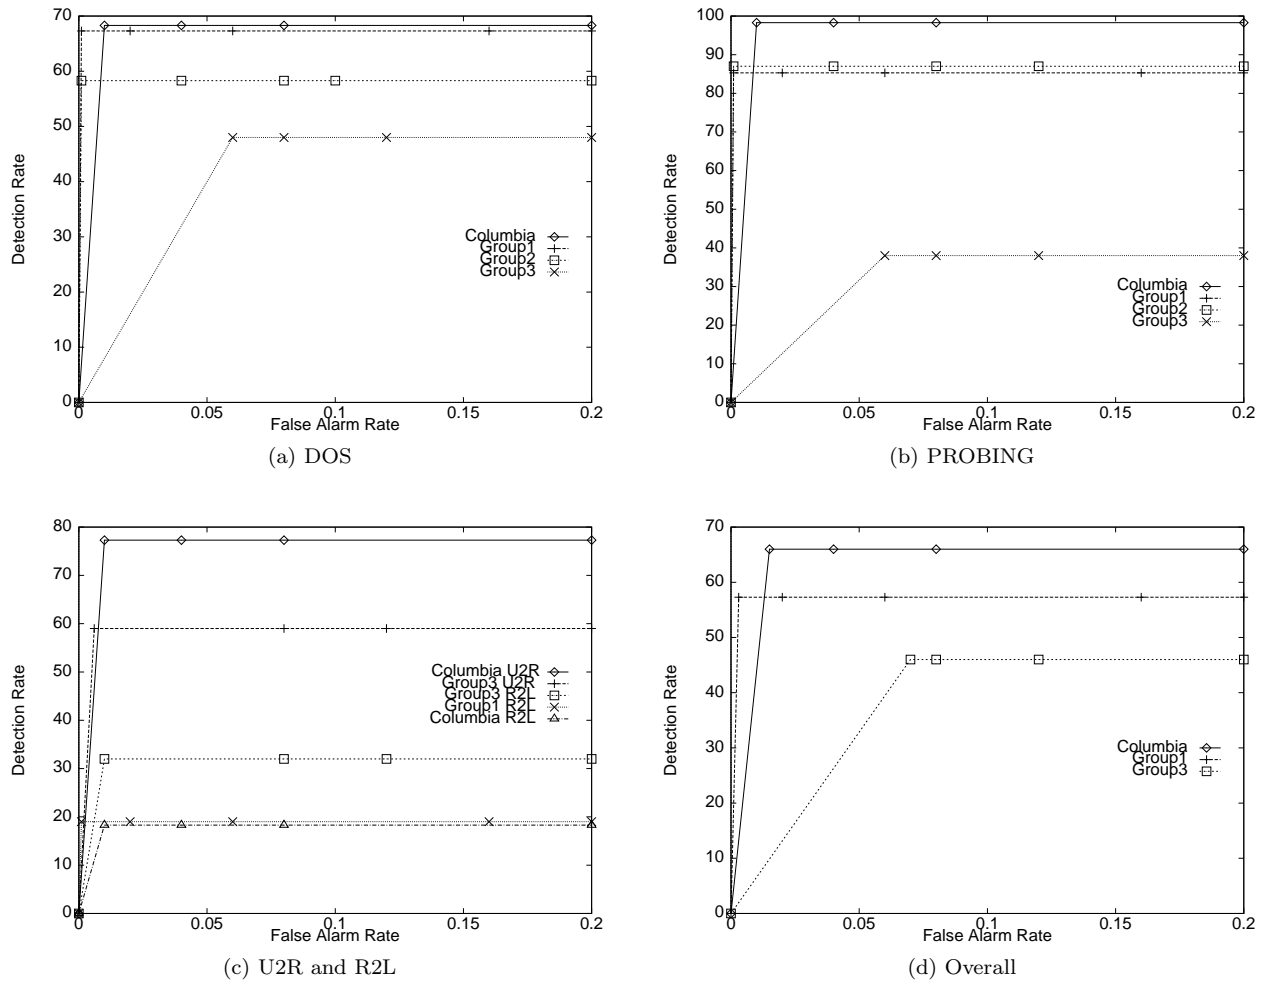 70
60
50
40
30
20
10
0
Detection Rate
0
0.05
0.1
0.15
0.2
False Alarm Rate
Columbia
Group1
Group2
Group3
(a) DOS
100
90
80
70
60
50
40
30
20
10
0
Detection Rate
0
0.05
0.1
0.15
0.2
False Alarm Rate
Columbia
Group1
Group2
Group3
(b) PROBING
80
70
60
50
40
30
20
10
0
Detection Rate
0
0.05
0.1
0.15
0.2
False Alarm Rate
Columbia U2R
Group3 U2R
Group3 R2L
Group1 R2L
Columbia R2L
(c) U2R and R2L
70
60
50
40
30
20
10
0
Detection Rate
0
0.05
0.1
0.15
0.2
False Alarm Rate
Columbia
Group1
Group3
(d) Overall